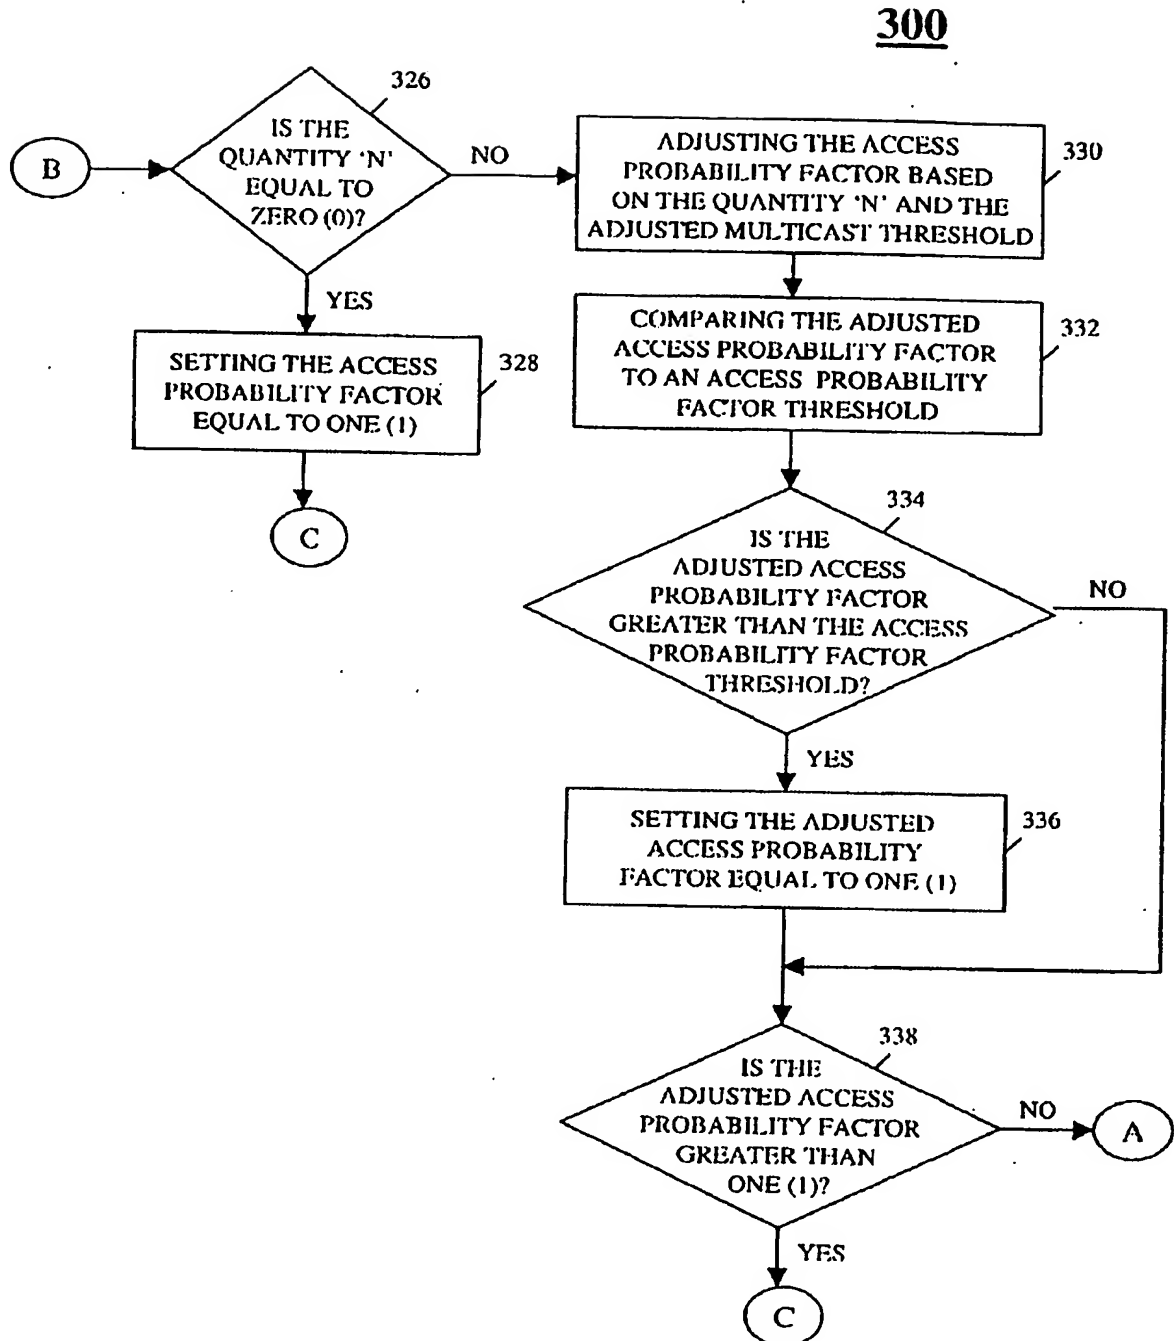 300
326
IS THE
QUANTITY 'N'
EQUAL TO
ZERO (0)?
B
NO
ADJUSTING THE ACCESS
PROBABILITY FACTOR BASED
ON THE QUANTITY 'N' AND THE
ADJUSTED MULTICAST THRESHOLD
330
YES
SETTING THE ACCESS
PROBABILITY FACTOR
EQUAL TO ONE (1)
328
C
COMPARING THE ADJUSTED
ACCESS PROBABILITY FACTOR
TO AN ACCESS PROBABILITY
FACTOR THRESHOLD
332
334
IS THE
ADJUSTED ACCESS
PROBABILITY FACTOR
GREATER THAN THE ACCESS
PROBABILITY FACTOR
THRESHOLD?
NO
YES
SETTING THE ADJUSTED
ACCESS PROBABILITY
FACTOR EQUAL TO ONE (1)
336
338
IS THE
ADJUSTED ACCESS
PROBABILITY FACTOR
GREATER THAN
ONE (1)?
NO
A
YES
C